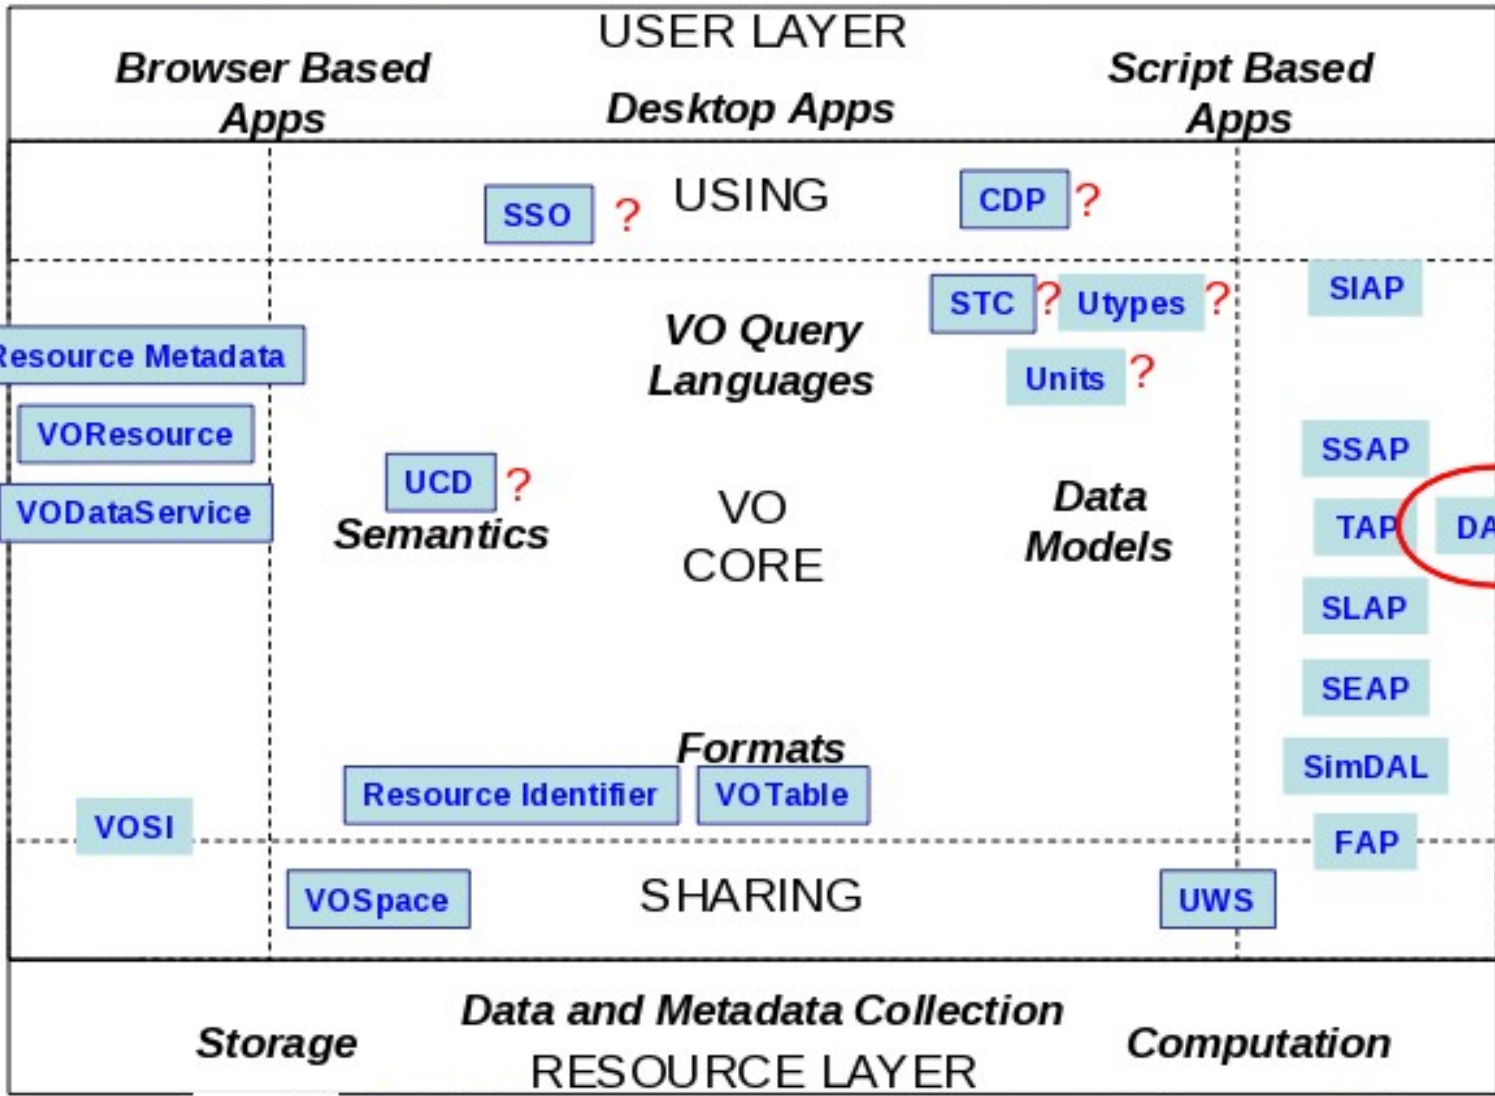 USER LAYER
Browser Based
Apps
Desktop Apps
Script Based
Apps
SSO ?
USING
CDP ?
STC ? Utypes ?
SIAP
VO Query
Languages
Units ?
Resource Metadata
VOResource
VODataService
UCD ?
Semantics
VO
CORE
Data
Models
SSAP
TAP
DA
SLAP
SEAP
SimDAL
FAP
Formats
Resource Identifier
VOTable
VOSI
VOSpace
SHARING
UWS
Data and Metadata Collection
Storage
Computation
RESOURCE LAYER